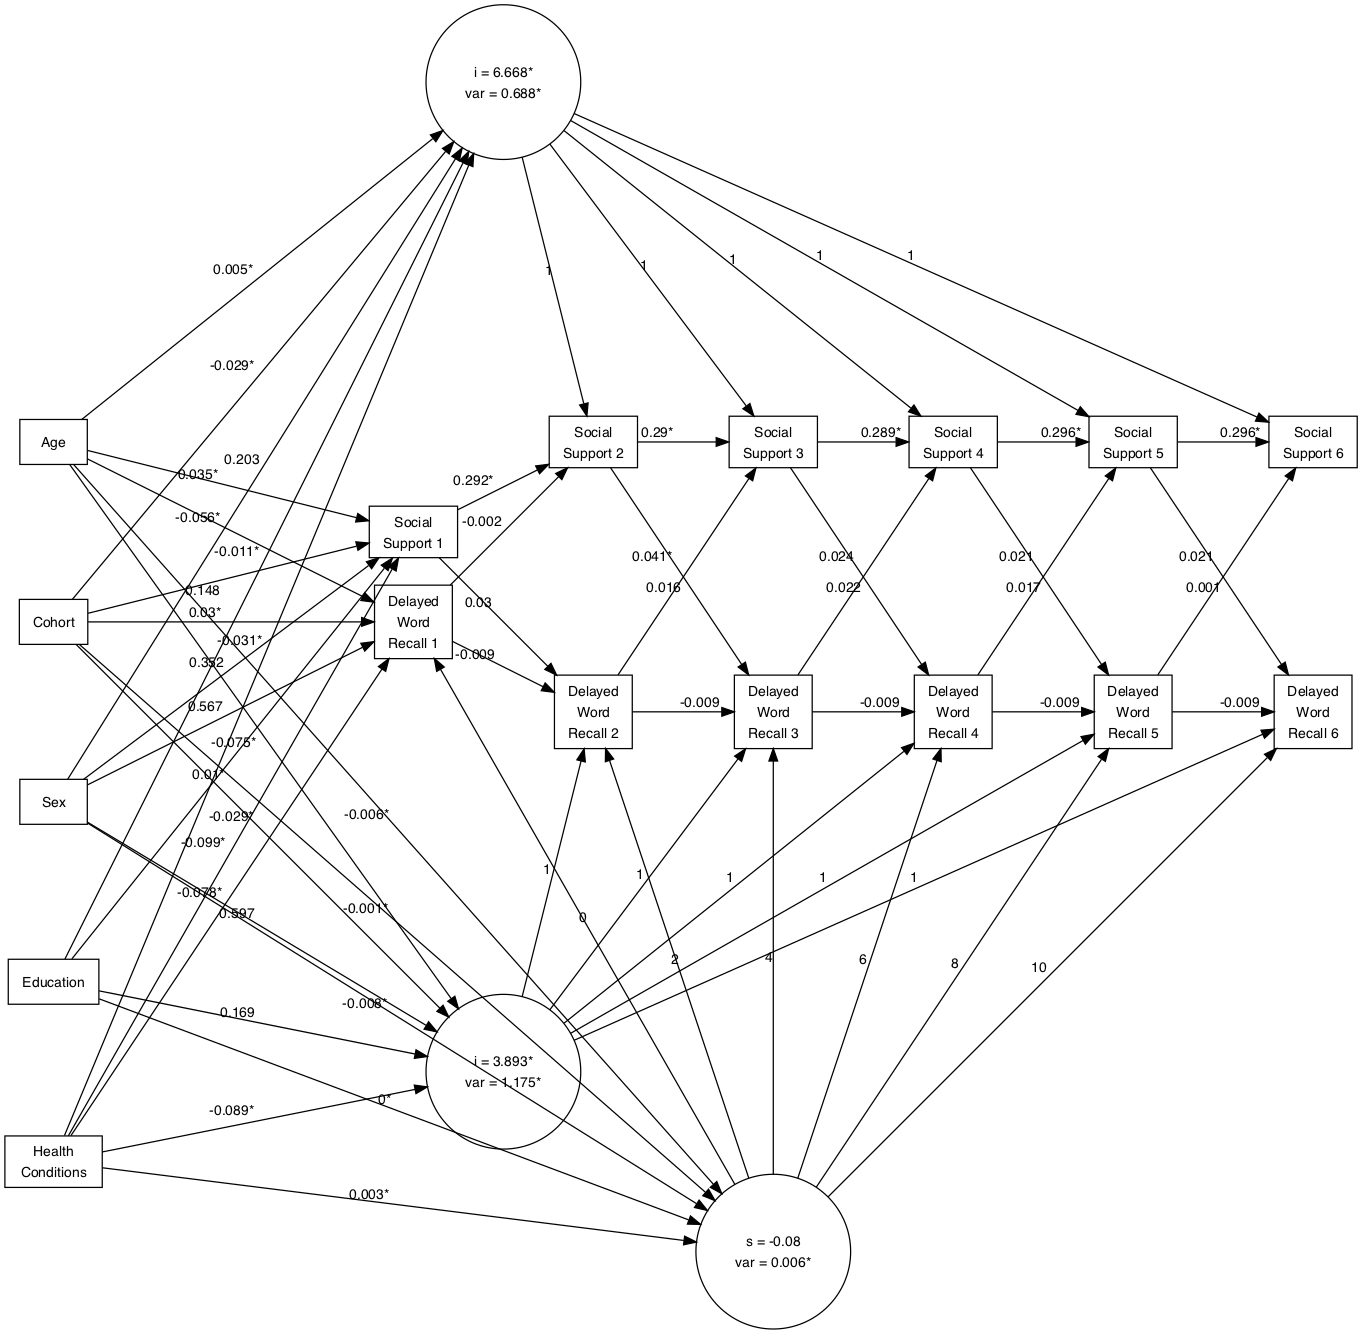 i = 6.668*
var = 0.688*
0.005*
1
1
1
1
1
-0.029*
Age
Social
Support 2
0.29*
Social
Support 3
0.289*
Social
Support 4
0.296*
Social
Support 5
0.296*
Social
Support 6
0.203
0.035*
0.292*
-0.056*
Social
Support 1
-0.002
-0.011*
0.041*
0.024
0.021
0.021
0.016
0.022
0.017
0.001
0.148
Delayed
Word
Recall 1
0.03
Cohort
0.03*
-0.031*
-0.009
0.352
Delayed
Word
Recall 2
-0.009
Delayed
Word
Recall 3
-0.009
Delayed
Word
Recall 4
-0.009
Delayed
Word
Recall 5
-0.009
Delayed
Word
Recall 6
0.567
-0.075*
0.01*
Sex
-0.029*
-0.006*
-0.099*
1
1
1
1
1
-0.078*
0.597
-0.001*
0
2
4
6
8
10
Education
-0.008*
0.169
i = 3.893*
var = 1.175*
0*
-0.089*
Health
Conditions
0.003*
s = -0.08
var = 0.006*